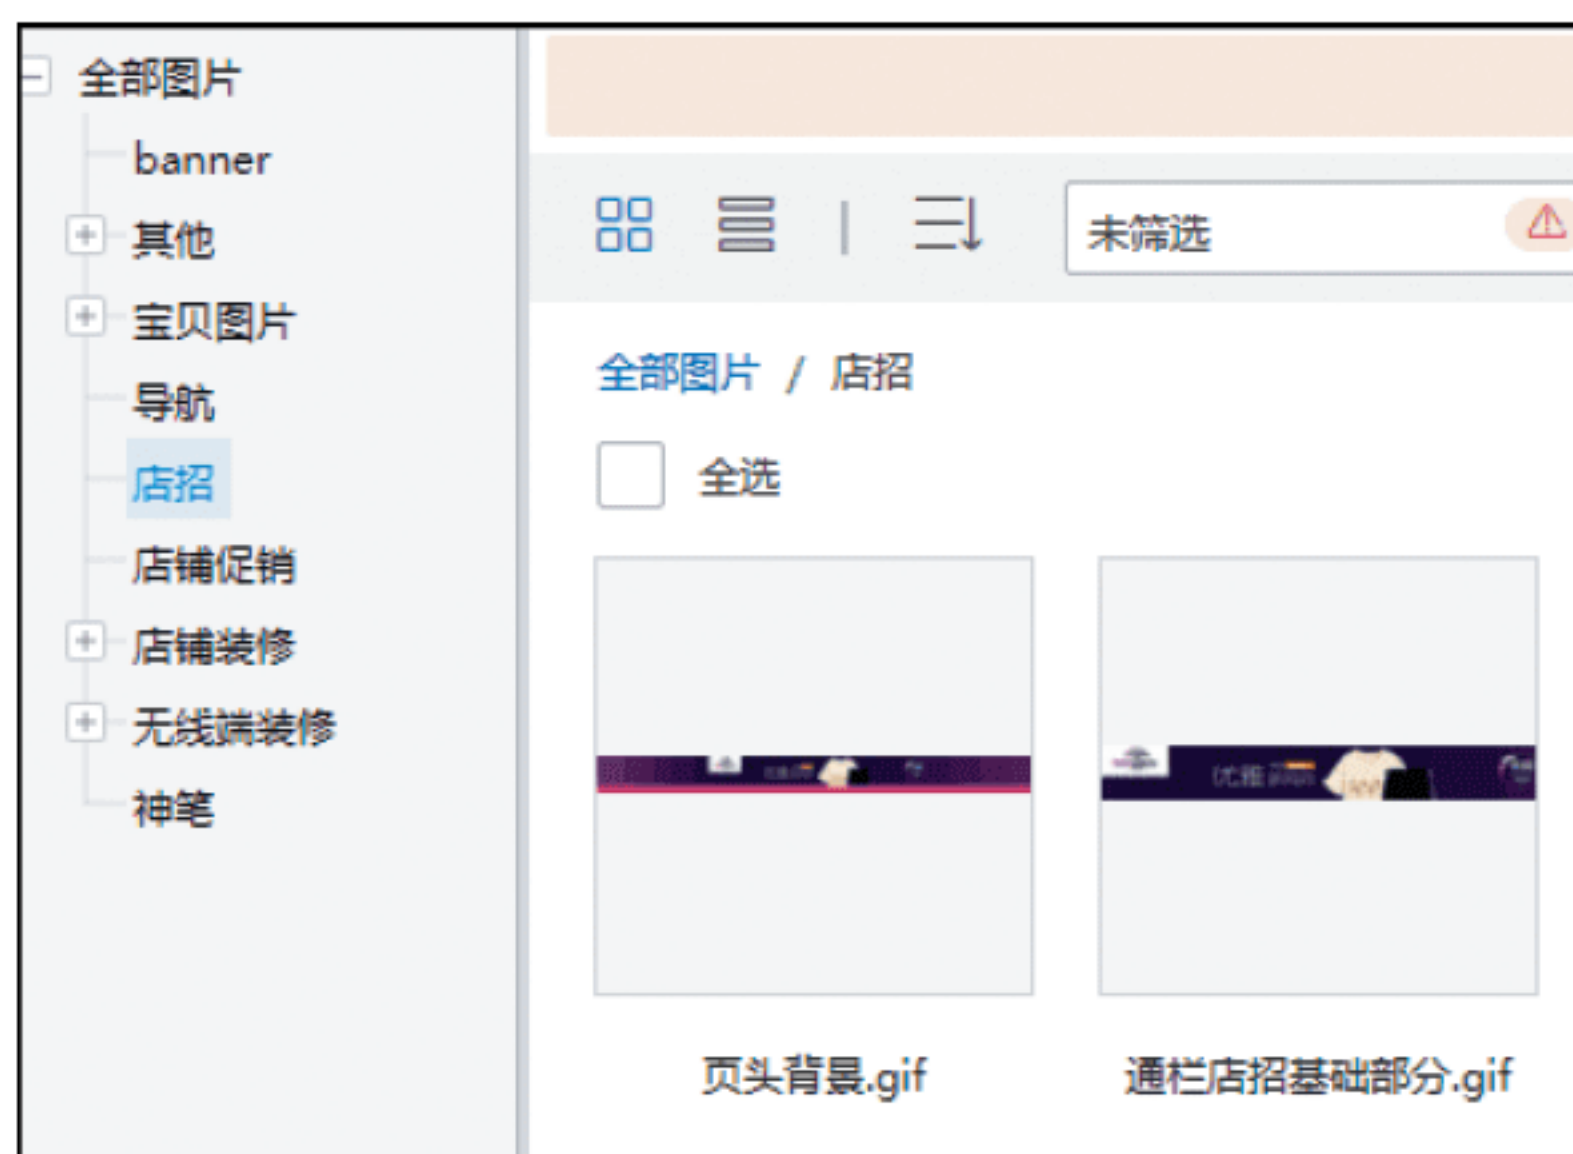 全部图片
banner
其他
宝贝图片
导航
店招
店铺促销
店铺装修
无线端装修
神笔
未筛选
全部图片 / 店招
全选
优雅
页头背景.gif
通栏店招基础部分.gif